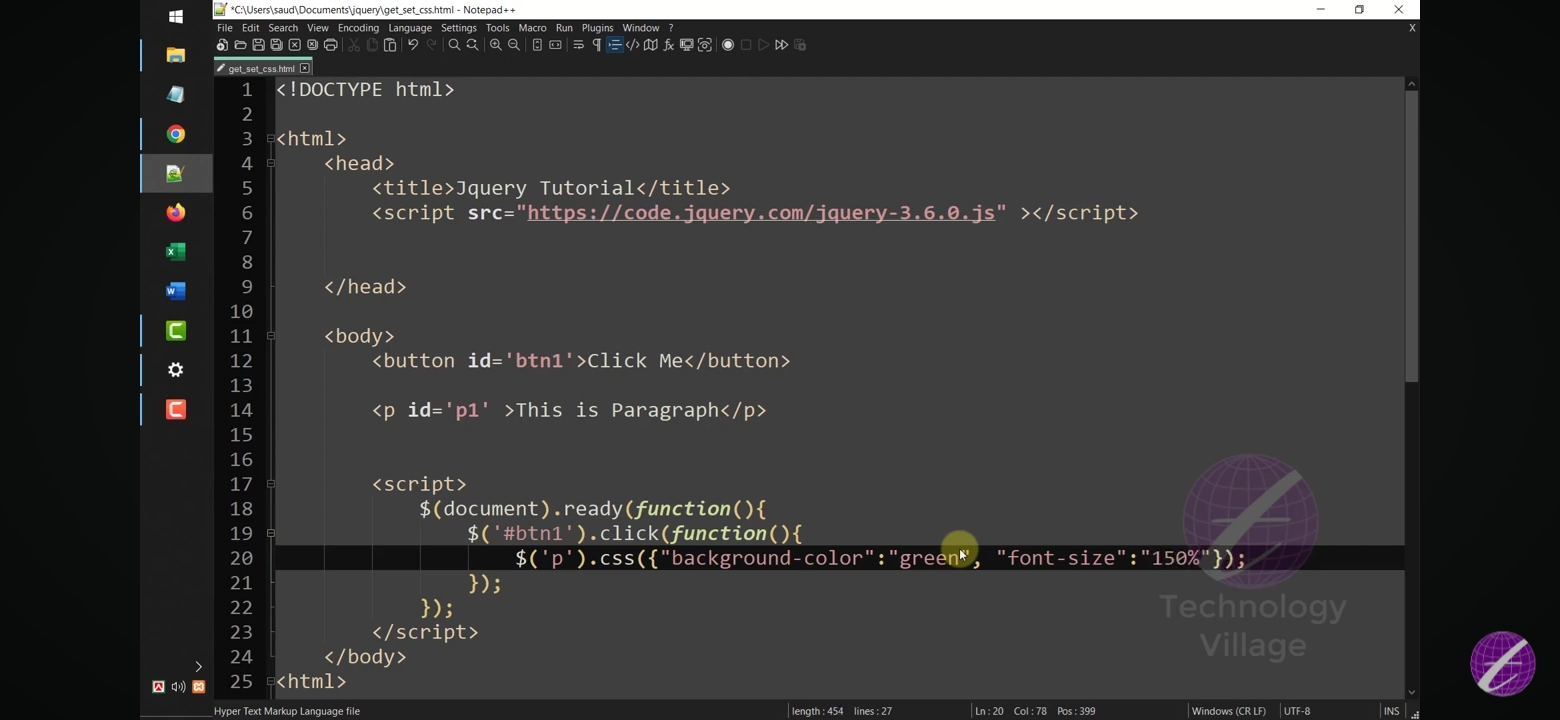 *C:\Users\saud\Documents\jquery\get_set_css.html - Notepad++
File Edit Search View Encoding Language Settings Tools Macro Run Plugins Window ? X
get_set_css.html
1 <!DOCTYPE html>
2
3 <html>
4 <head>
5 <title>Jquery Tutorial</title>
6 <script src="https://code.jquery.com/jquery-3.6.0.js" ></script>
7
8
9 </head>
10
11 <body>
12 <button id='btn1'>Click Me</button>
13
14 <p id='p1' >This is Paragraph</p>
15
16
17 <script>
18 $(document).ready(function(){
19 $('#btn1').click(function(){
20 $('p').css({"background-color":"green", "font-size":"150%"});
21 });
22 });
23 </script>
24 </body>
25 <html>
Technology
Village
Hyper Text Markup Language file length : 454 lines : 27 Ln : 20 Col : 78 Pos : 399 Windows (CR LF) UTF-8 INS